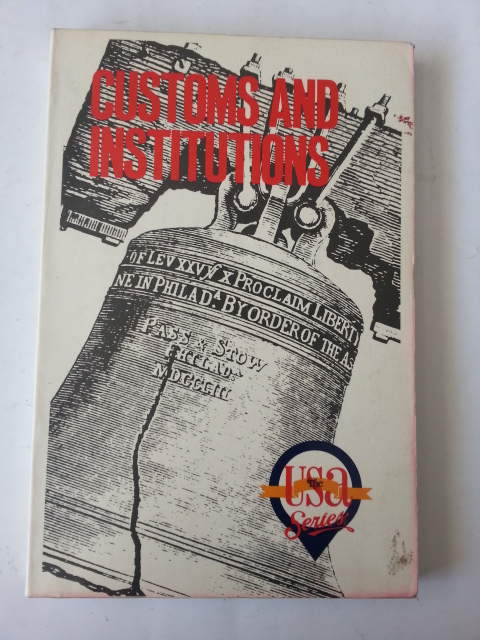 CUSTOMS AND
INSTITUTIONS
OF LEV XXV X PROCLAIM LIBERT
NE IN PHILADA BY ORDER OF THE AS
PASS & STOW
PHILADA
MDCCLIII
The
USA
Series